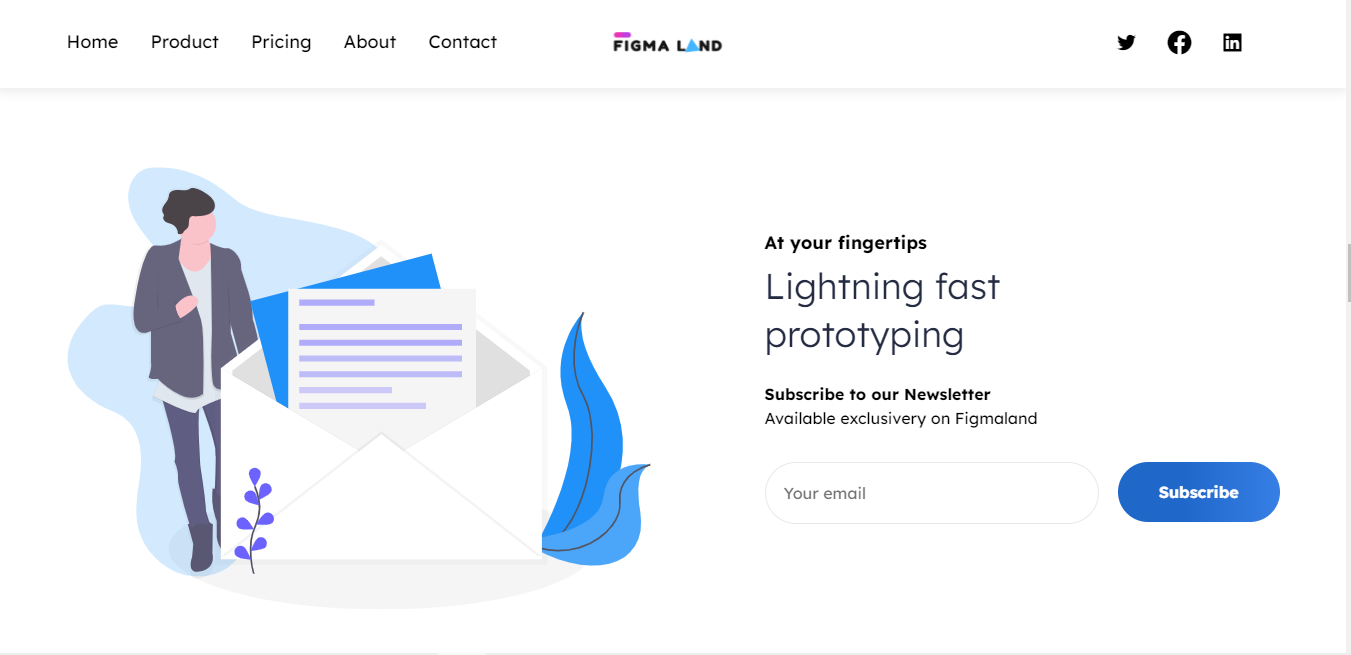 Home Product Pricing About Contact
FIGMA LAND
At your fingertips
Lightning fast
prototyping
Subscribe to our Newsletter
Available exclusivery on Figmaland
Your email
Subscribe